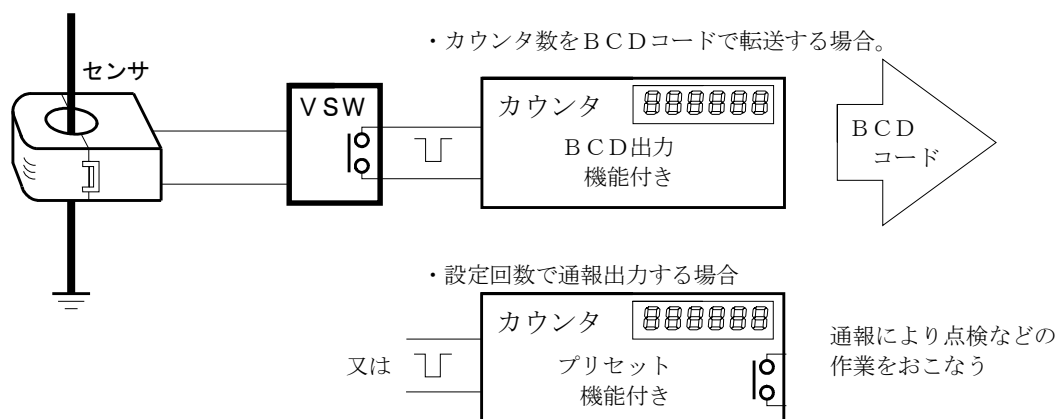 ・カウンタ数をＢＣＤコードで転送する場合。
センサ
ＶＳＷ
カウンタ 888888
ＢＣＤ出力
機能付き
ＢＣＤ
コード
・設定回数で通報出力する場合
カウンタ 888888
又は
プリセット
機能付き
通報により点検などの
作業をおこなう